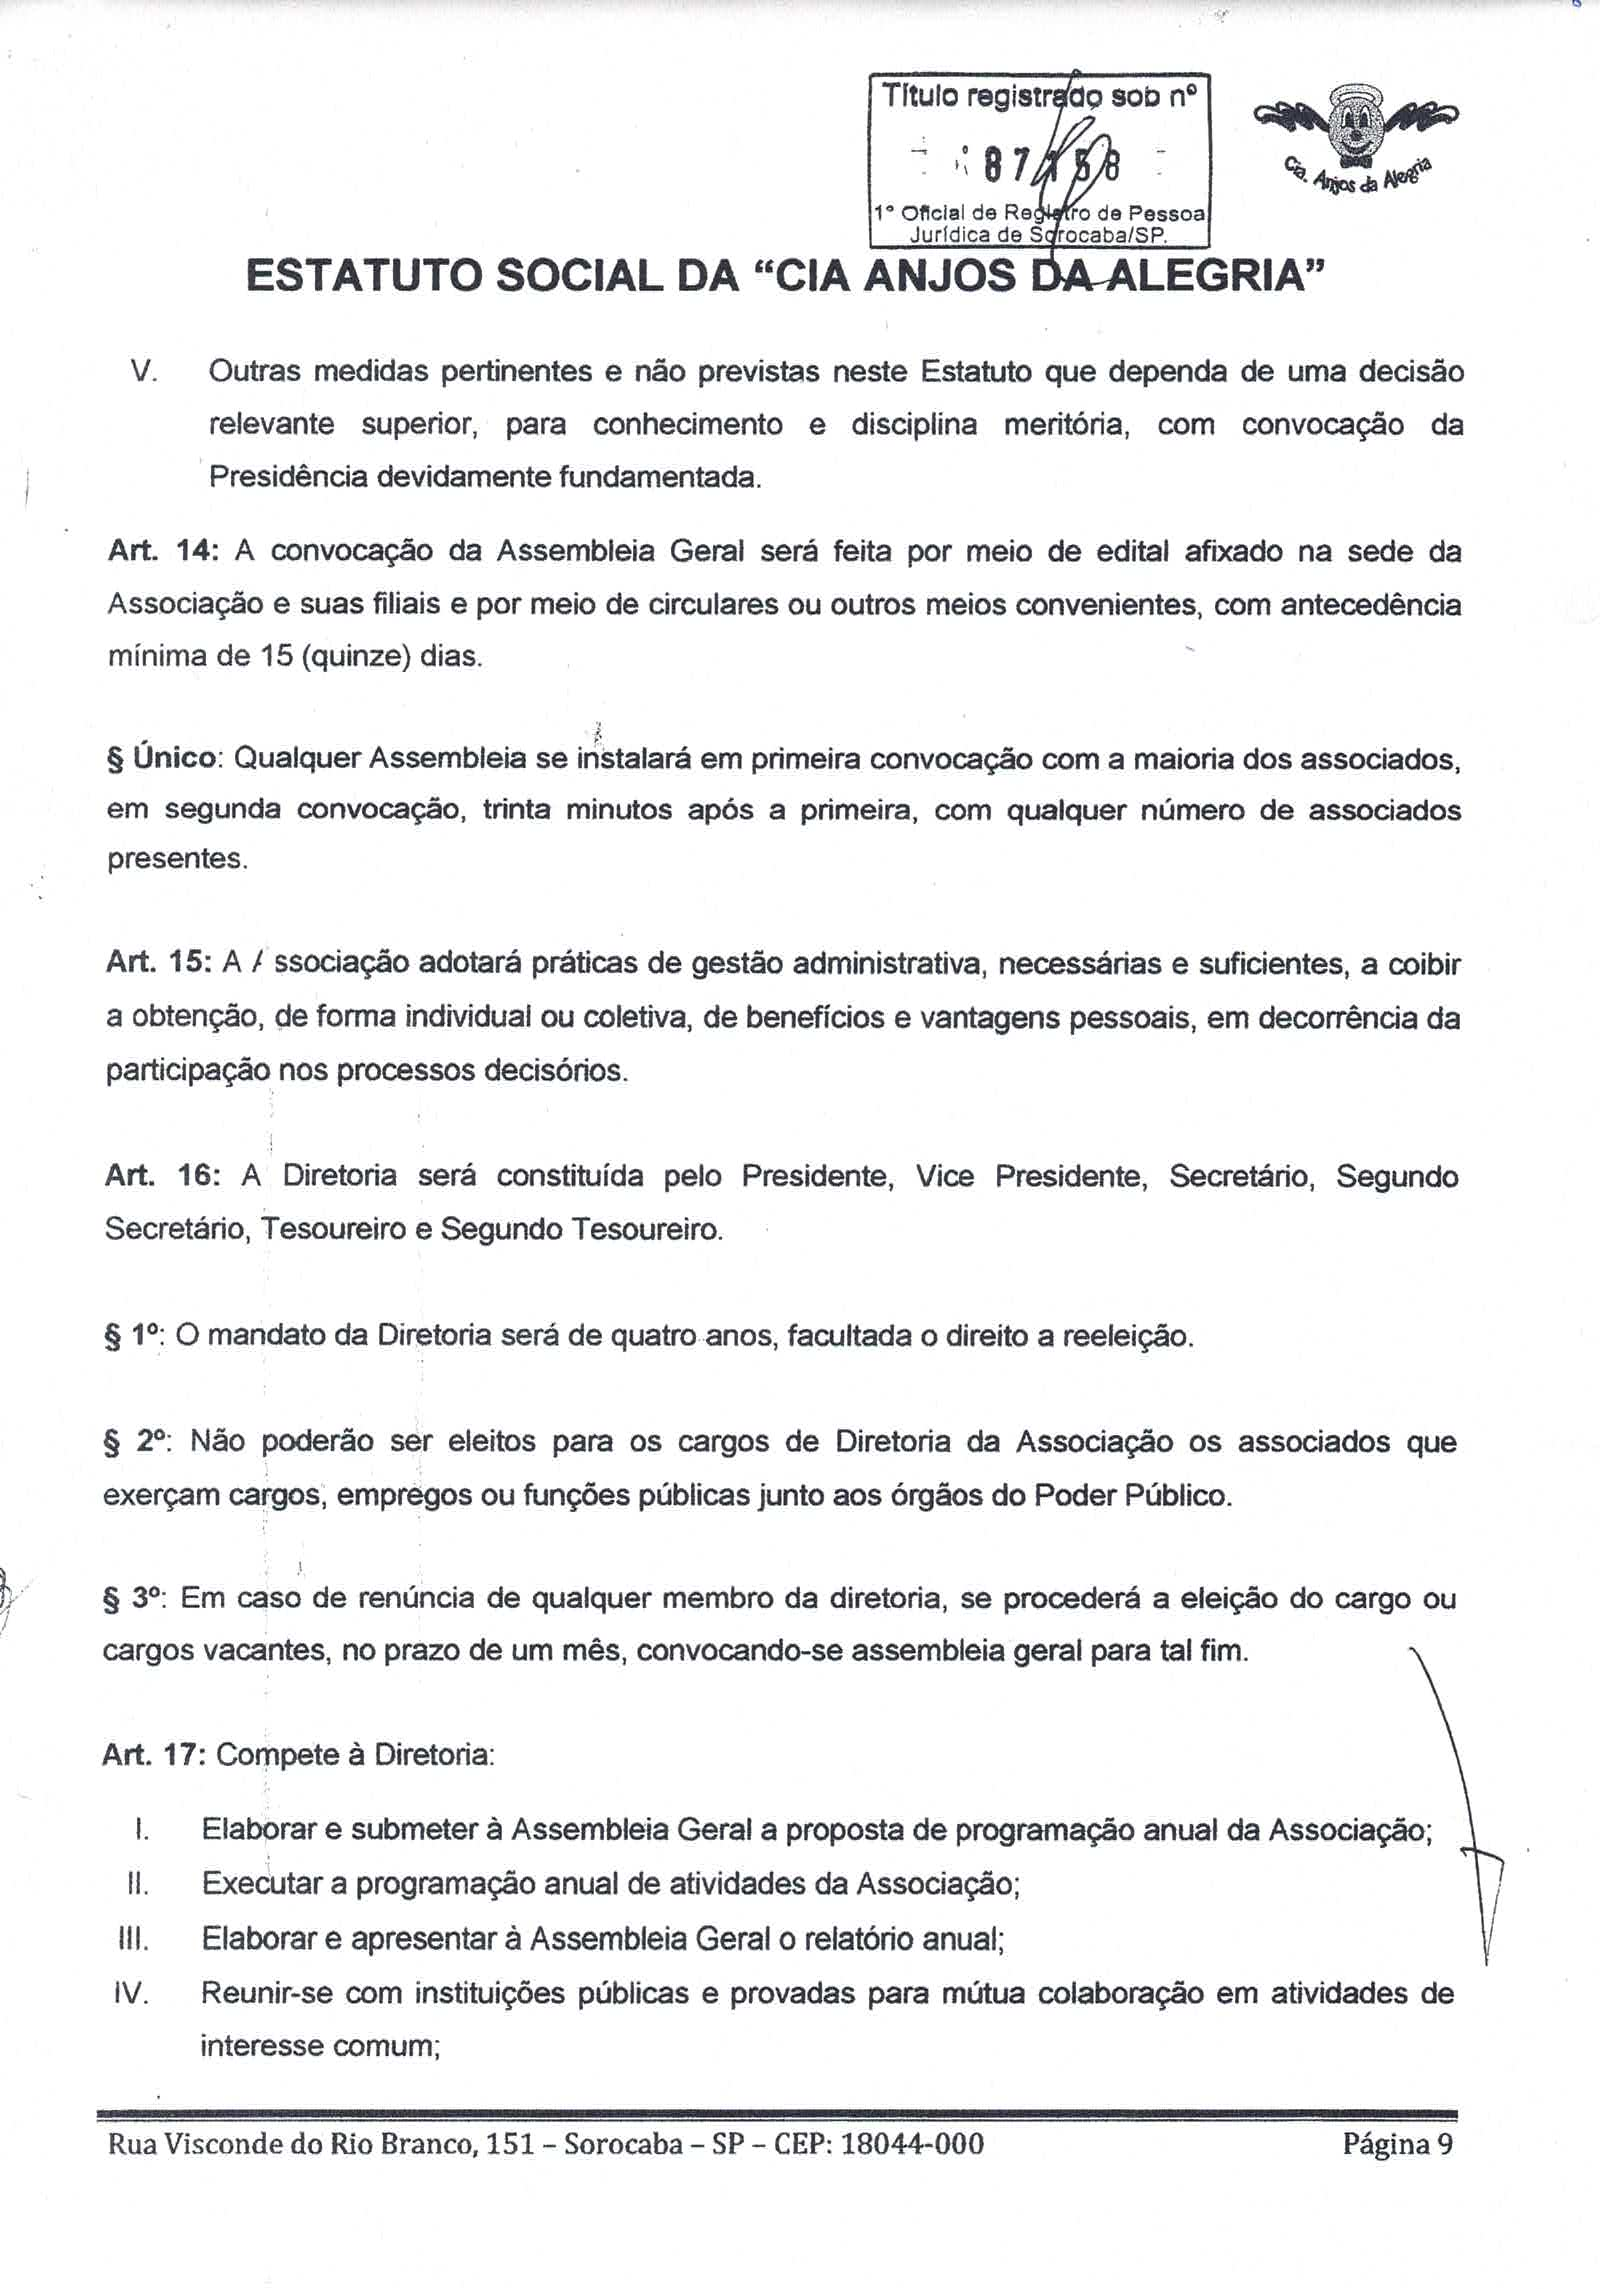 Título registrado sob nº
1º Oficial de Registro de Pessoa
Jurídica de Sorocaba/SP.
Cia. Anjos da Alegria
ESTATUTO SOCIAL DA “CIA ANJOS DA ALEGRIA”
V. Outras medidas pertinentes e não previstas neste Estatuto que dependa de uma decisão
relevante superior, para conhecimento e disciplina meritória, com convocação da
Presidência devidamente fundamentada.
Art. 14: A convocação da Assembleia Geral será feita por meio de edital afixado na sede da
Associação e suas filiais e por meio de circulares ou outros meios convenientes, com antecedência
mínima de 15 (quinze) dias.
§ Único: Qualquer Assembleia se instalará em primeira convocação com a maioria dos associados,
em segunda convocação, trinta minutos após a primeira, com qualquer número de associados
presentes.
Art. 15: A Associação adotará práticas de gestão administrativa, necessárias e suficientes, a coibir
a obtenção, de forma individual ou coletiva, de benefícios e vantagens pessoais, em decorrência da
participação nos processos decisórios.
Art. 16: A Diretoria será constituída pelo Presidente, Vice Presidente, Secretário, Segundo
Secretário, Tesoureiro e Segundo Tesoureiro.
§ 1º: O mandato da Diretoria será de quatro anos, facultada o direito a reeleição.
§ 2º: Não poderão ser eleitos para os cargos de Diretoria da Associação os associados que
exerçam cargos, empregos ou funções públicas junto aos órgãos do Poder Público.
§ 3º: Em caso de renúncia de qualquer membro da diretoria, se procederá a eleição do cargo ou
cargos vacantes, no prazo de um mês, convocando-se assembleia geral para tal fim.
Art. 17: Compete à Diretoria:
I. Elaborar e submeter à Assembleia Geral a proposta de programação anual da Associação;
II. Executar a programação anual de atividades da Associação;
III. Elaborar e apresentar à Assembleia Geral o relatório anual;
IV. Reunir-se com instituições públicas e provadas para mútua colaboração em atividades de
interesse comum;
Rua Visconde do Rio Branco, 151 – Sorocaba – SP – CEP: 18044-000 Página 9